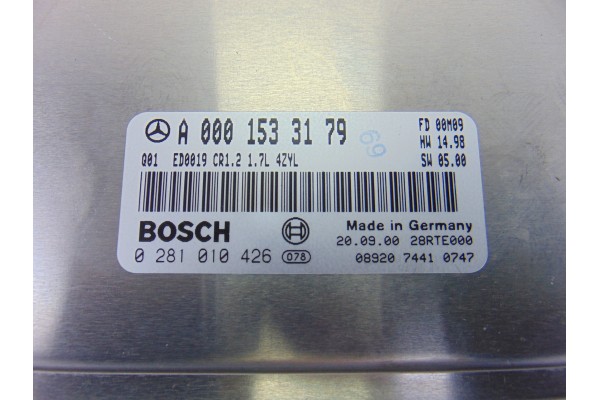 A 000 153 31 79
FD 00M09
HW 14.98
SW 05.00
Q01 ED0019 CR1.2 1.7L 4ZYL
69
BOSCH
Made in Germany
20.09.00 28RTE000
0 281 010 426 078
08920 7441 0747